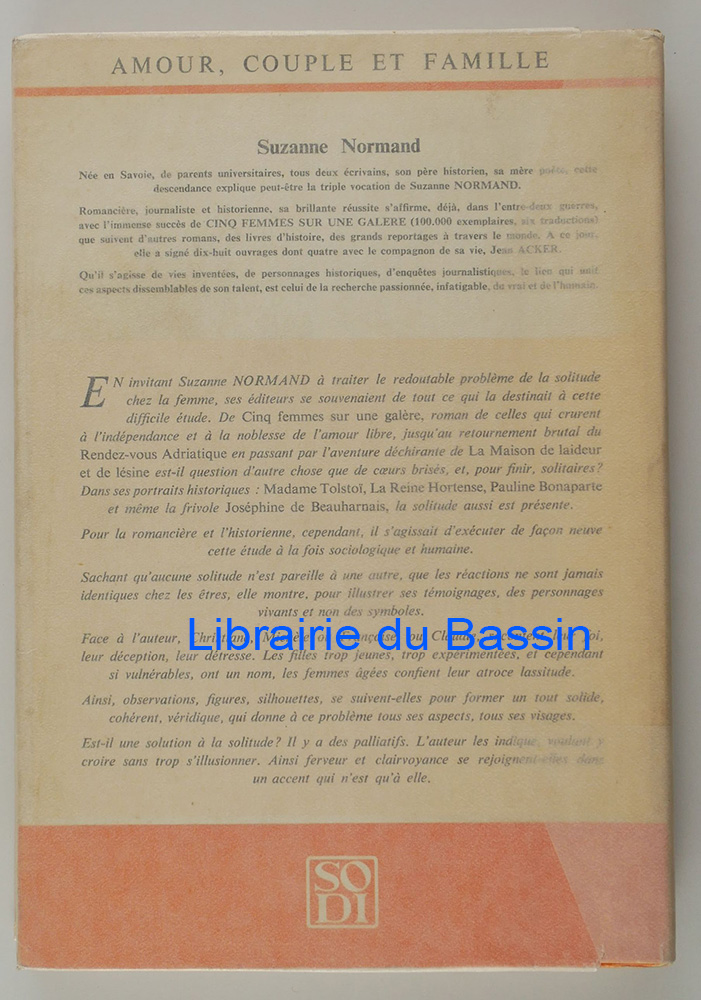 AMOUR, COUPLE ET FAMILLE
Suzanne Normand
Née en Savoie, de parents universitaires, tous deux écrivains, son père historien, sa mère poète, cette
descendance explique peut-être la triple vocation de Suzanne NORMAND.
Romancière, journaliste et historienne, sa brillante réussite s'affirme, déjà, dans l'entre-deux guerres,
avec l'immense succès de CINQ FEMMES SUR UNE GALERE (100.000 exemplaires, six traductions)
que suivent d'autres romans, des livres d'histoire, des grands reportages à travers le monde. A ce jour,
elle a signé dix-huit ouvrages dont quatre avec le compagnon de sa vie, Jean ACKER.
Qu'il s'agisse de vies inventées, de personnages historiques, d'enquêtes journalistiques, le lien qui unit
ces aspects dissemblables de son talent, est celui de la recherche passionnée, infatigable, du vrai et de l'humain.
EN invitant Suzanne NORMAND à traiter le redoutable problème de la solitude
chez la femme, ses éditeurs se souvenaient de tout ce qui la destinait à cette
difficile étude. De Cinq femmes sur une galère, roman de celles qui crurent
à l'indépendance et à la noblesse de l'amour libre, jusqu'au retournement brutal du
Rendez-vous Adriatique en passant par l'aventure déchirante de La Maison de laideur
et de lésine est-il question d'autre chose que de cœurs brisés, et, pour finir, solitaires?
Dans ses portraits historiques : Madame Tolstoï, La Reine Hortense, Pauline Bonaparte
et même la frivole Joséphine de Beauharnais, la solitude aussi est présente.
Pour la romancière et l'historienne, cependant, il s'agissait d'exécuter de façon neuve
cette étude à la fois sociologique et humaine.
Sachant qu'aucune solitude n'est pareille à une autre, que les réactions ne sont jamais
identiques chez les êtres, elle montre, pour illustrer ses témoignages, des personnages
vivants et non des symboles.
Face à l'auteur, Christiane, Michèle ou Françoise, ou Claudie, racontent leur foi,
Librairie du Bassin
leur déception, leur détresse. Les filles trop jeunes, trop expérimentées, et cependant
si vulnérables, ont un nom, les femmes âgées confient leur atroce lassitude.
Ainsi, observations, figures, silhouettes, se suivent-elles pour former un tout solide,
cohérent, véridique, qui donne à ce problème tous ses aspects, tous ses visages.
Est-il une solution à la solitude? Il y a des palliatifs. L'auteur les indique, voulant y
croire sans trop s'illusionner. Ainsi ferveur et clairvoyance se rejoignent-elles dans
un accent qui n'est qu'à elle.
SO
DI